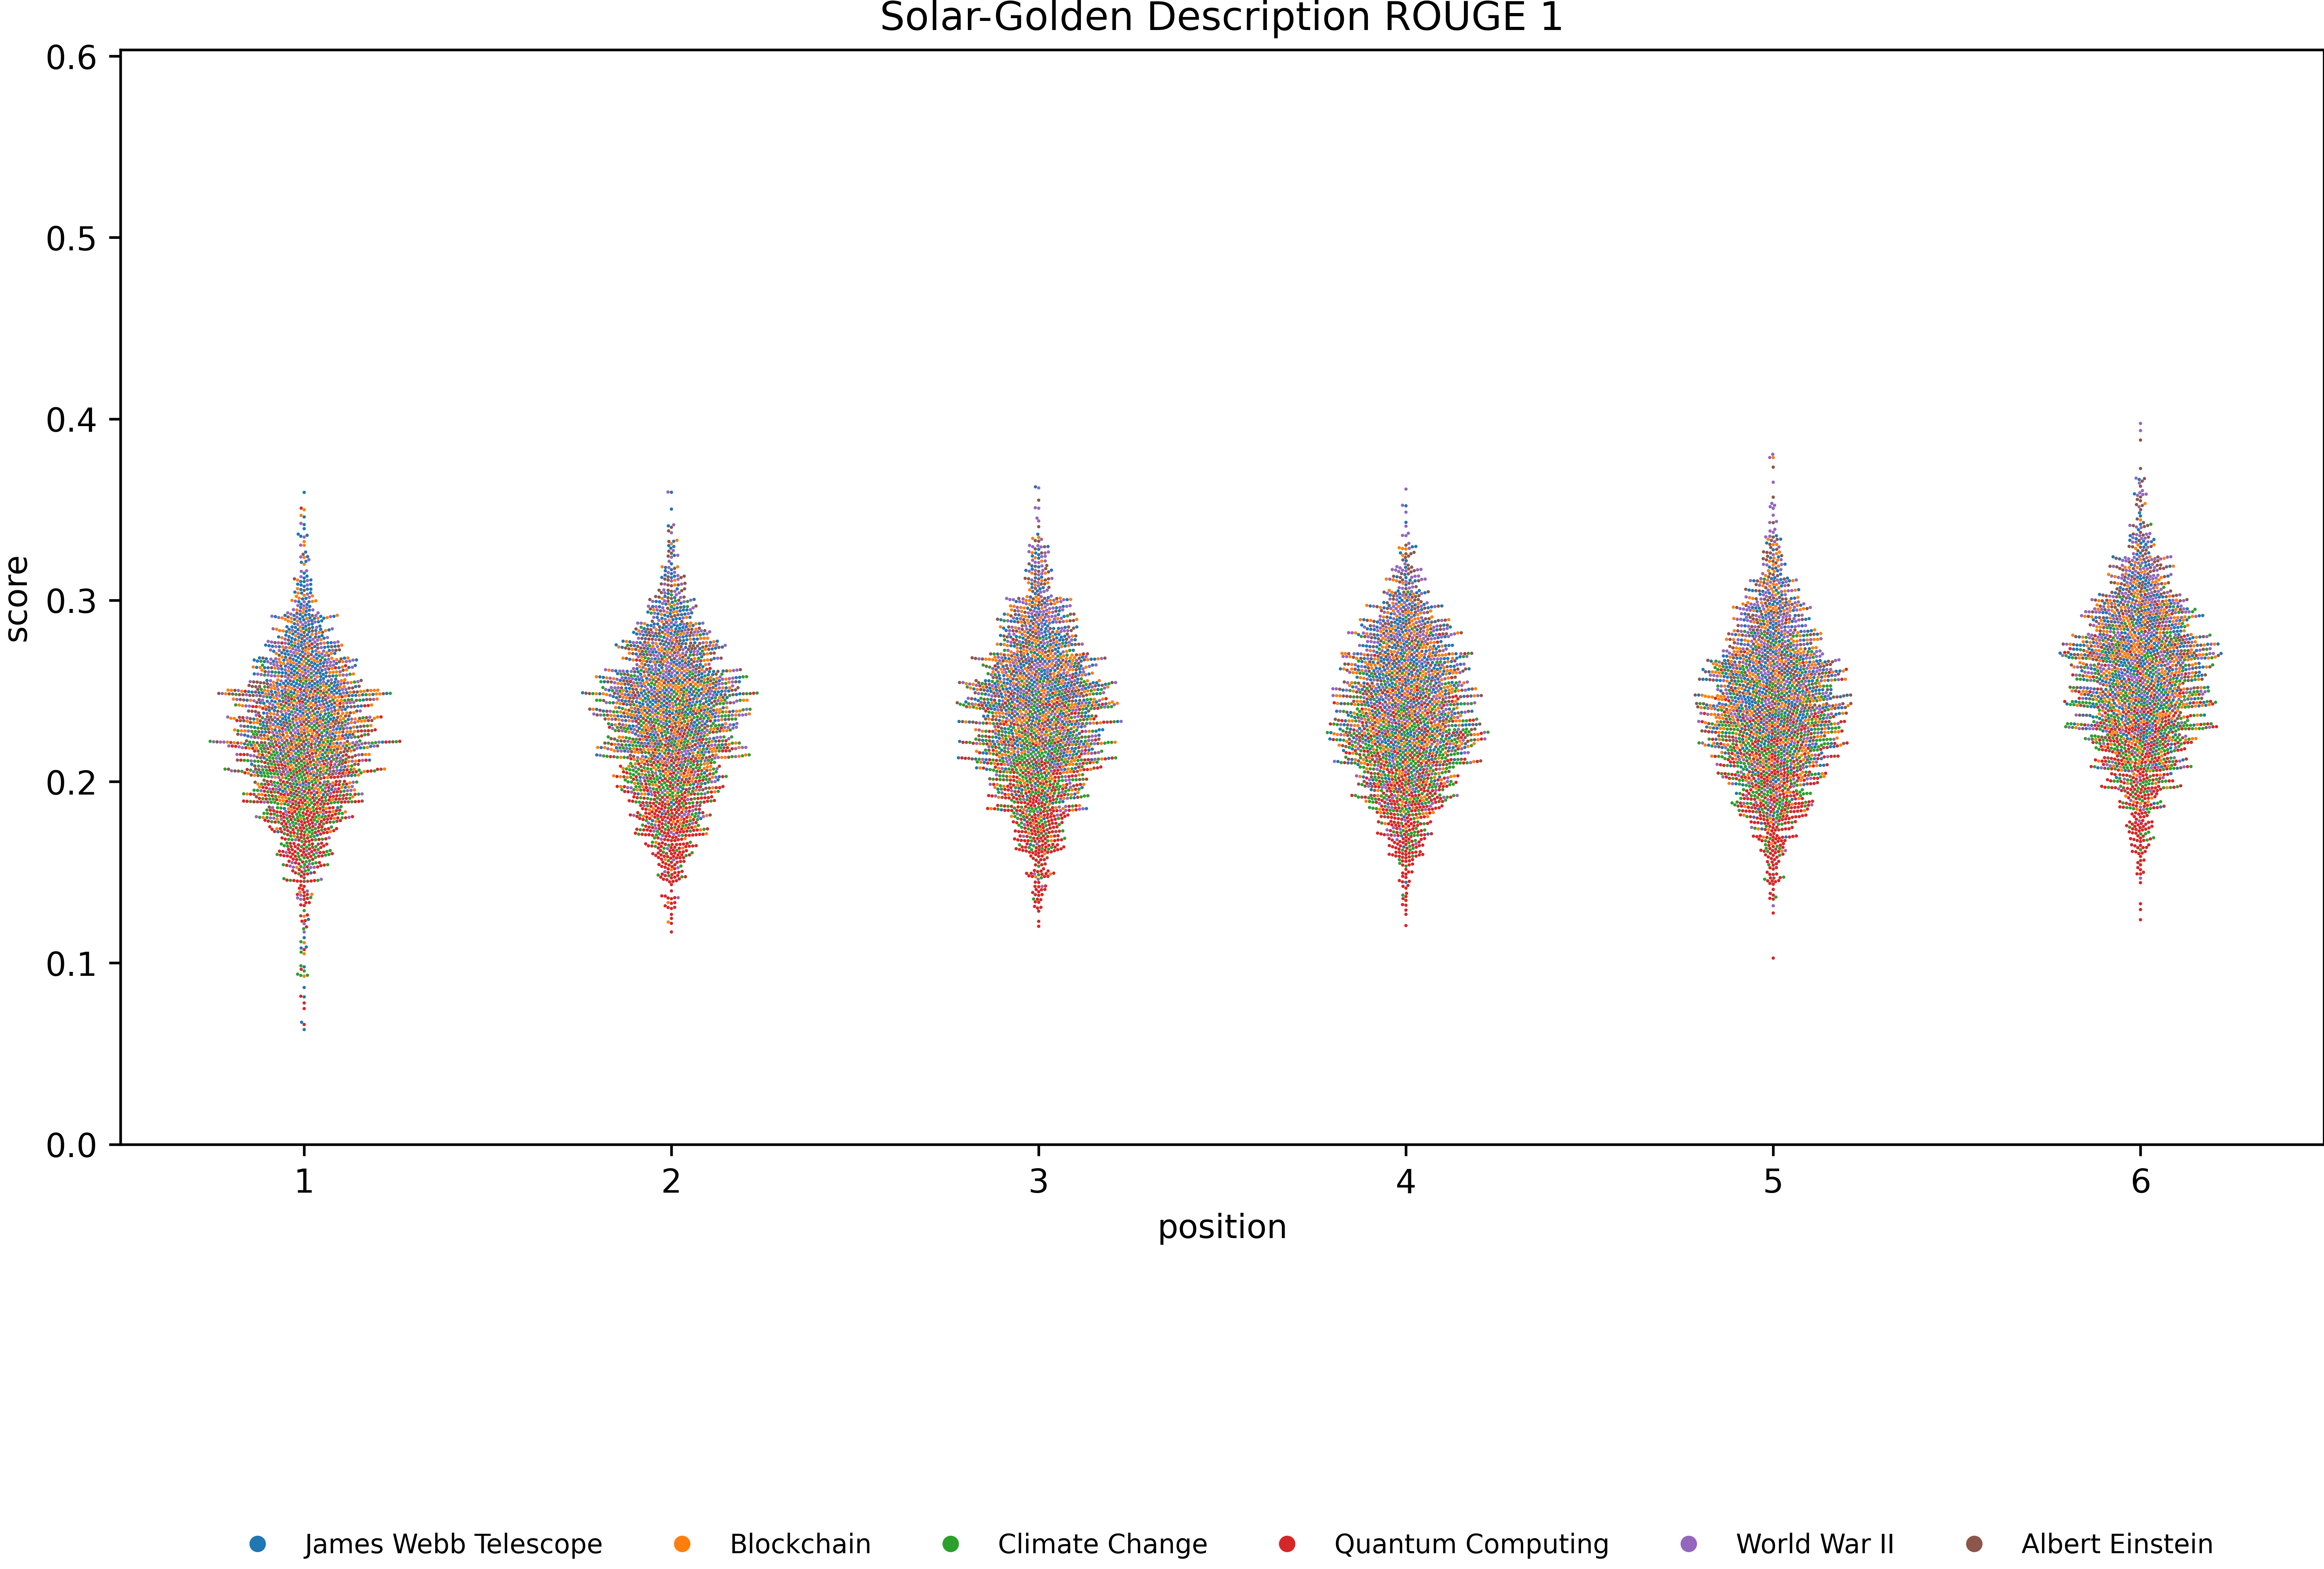 Solar-Golden Description ROUGE 1
0.6
0.5
0.4
0.3
0.2
0.1
0.0
score
1 2 3 4 5 6
position
James Webb Telescope Blockchain Climate Change Quantum Computing World War II Albert Einstein